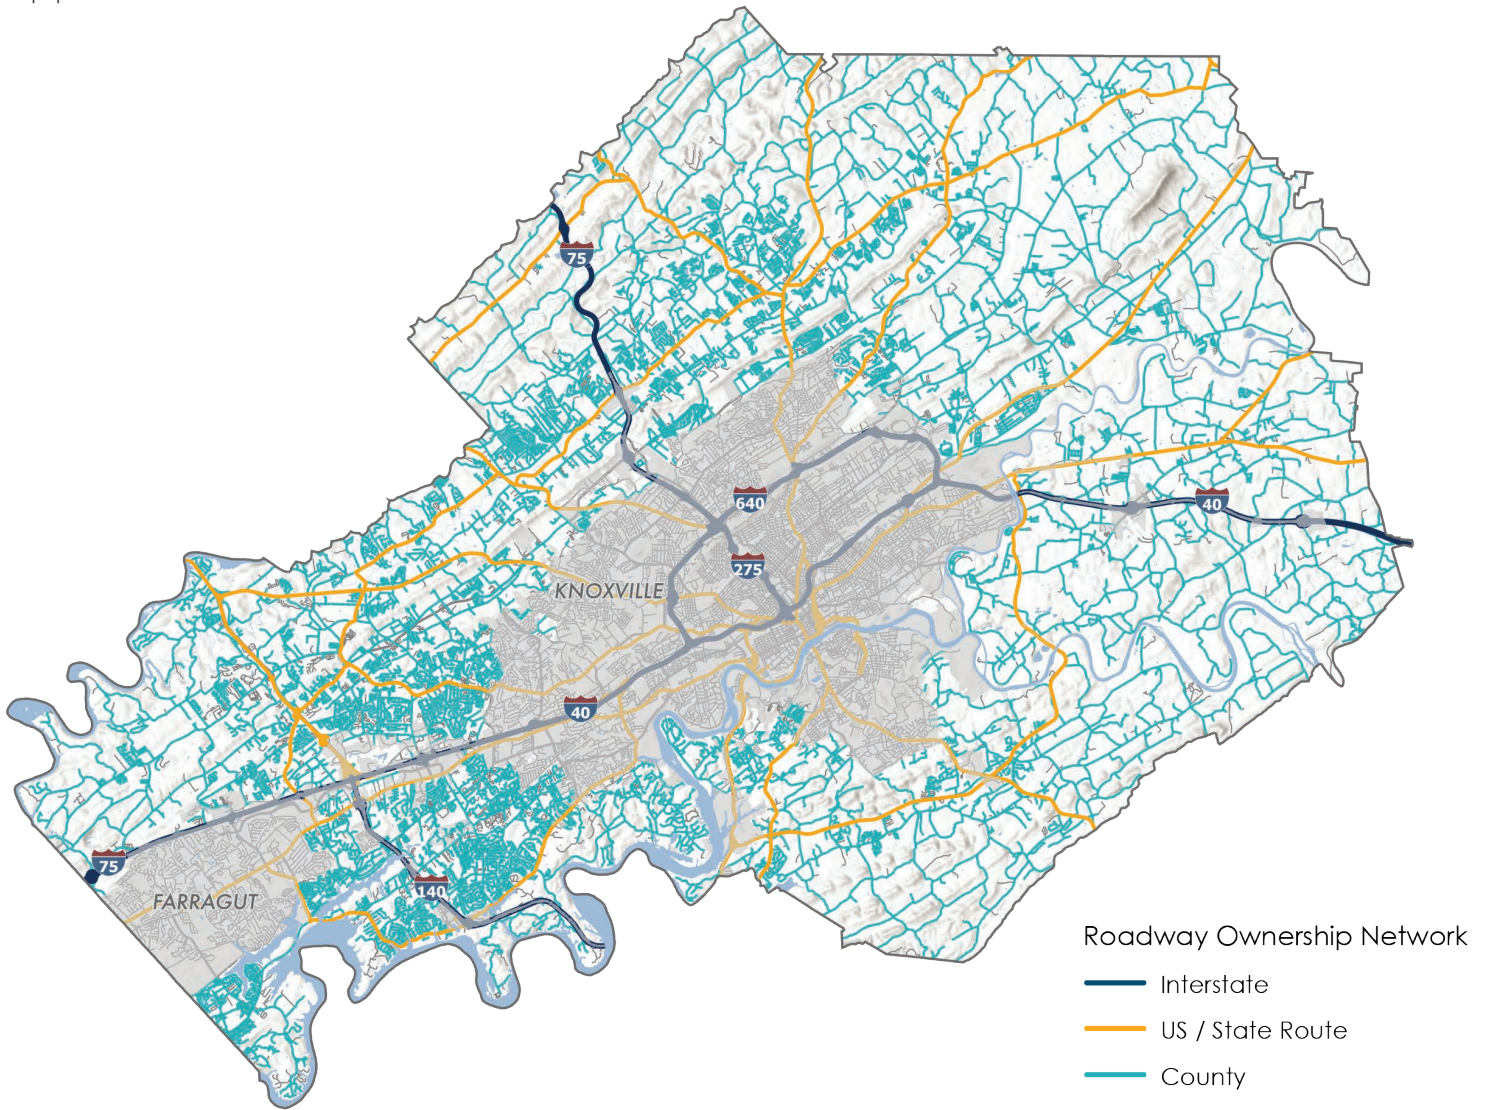 75
640
40
275
KNOXVILLE
40
75
140
FARRAGUT
Roadway Ownership Network
Interstate
US / State Route
County